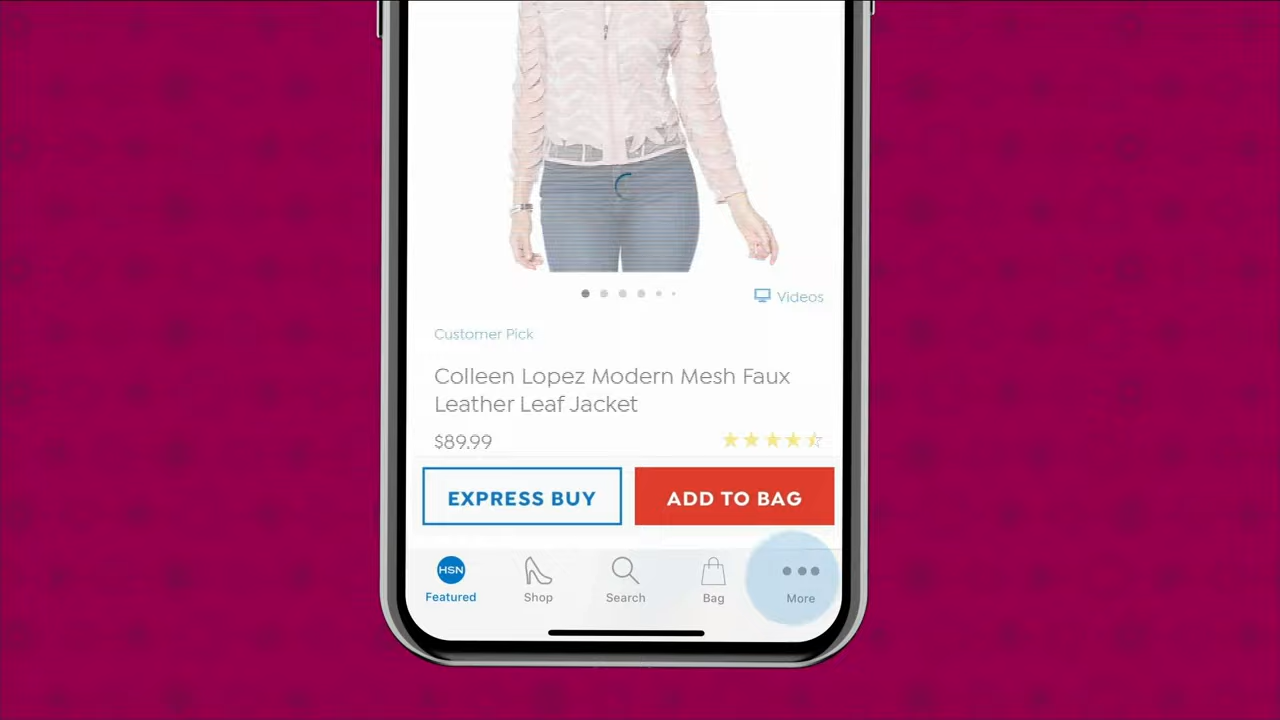 Videos
Customer Pick
Colleen Lopez Modern Mesh Faux
Leather Leaf Jacket
$89.99
EXPRESS BUY
ADD TO BAG
HSN
Featured
Shop
Search
Bag
More